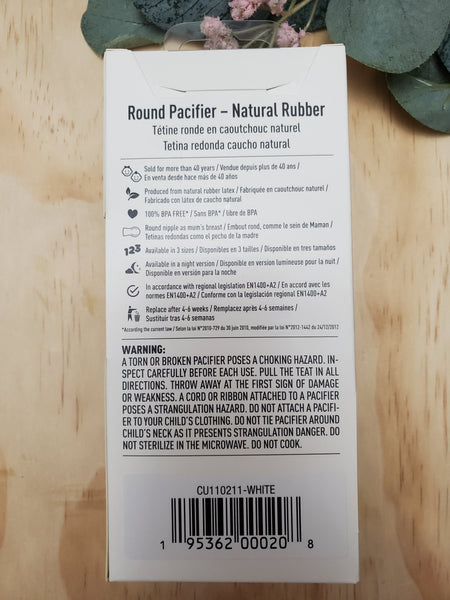 Round Pacifier – Natural Rubber
Tétine ronde en caoutchouc naturel
Tetina redonda caucho natural
Sold for more than 40 years / Vendue depuis plus de 40 ans /
En venta desde hace más de 40 años
Produced from natural rubber latex / Fabriquée en caoutchouc naturel /
Fabricado con látex de caucho natural
100% BPA FREE* / Sans BPA* / libre de BPA
Round nipple as mum's breast / Embout rond, comme le sein de Maman /
Tetinas redondas como el pecho de la madre
123 Available in 3 sizes / Disponibles en 3 tailles / Disponible en tres tamaños
Available in a night version / Disponible en version lumineuse pour la nuit /
Disponible en versión para la noche
In accordance with regional legislation EN1400+A2 / En accord avec les
normes EN1400+A2 / Conforme con la legislación regional EN1400+A2
Replace after 4-6 weeks / Remplacez après 4-6 semaines /
Sustituir tras 4-6 semanas
*According the current law / Selon la loi N°2010-729 du 30 juin 2010, modifiée par la loi N°2012-1442 du 24/12/2012
WARNING:
A TORN OR BROKEN PACIFIER POSES A CHOKING HAZARD. IN-
SPECT CAREFULLY BEFORE EACH USE. PULL THE TEAT IN ALL
DIRECTIONS. THROW AWAY AT THE FIRST SIGN OF DAMAGE
OR WEAKNESS. A CORD OR RIBBON ATTACHED TO A PACIFIER
POSES A STRANGULATION HAZARD. DO NOT ATTACH A PACIFI-
ER TO YOUR CHILD'S CLOTHING. DO NOT TIE PACIFIER AROUND
CHILD'S NECK AS IT PRESENTS STRANGULATION DANGER. DO
NOT STERILIZE IN THE MICROWAVE. DO NOT COOK.
CU110211-WHITE
1 95362 00020 8